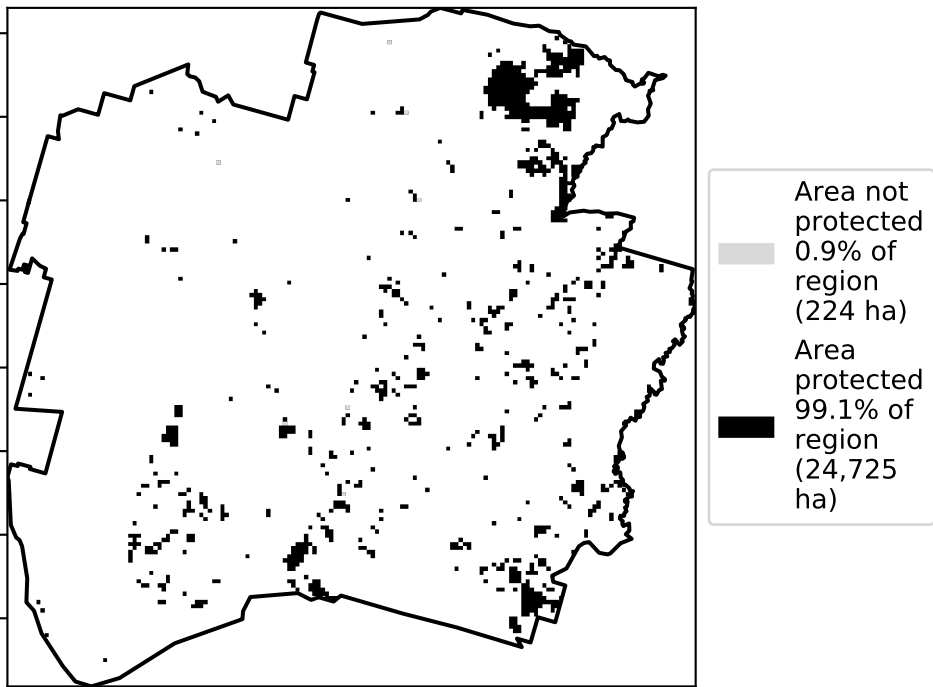 Area not
protected
0.9% of
region
(224 ha)
Area
protected
99.1% of
region
(24,725
ha)